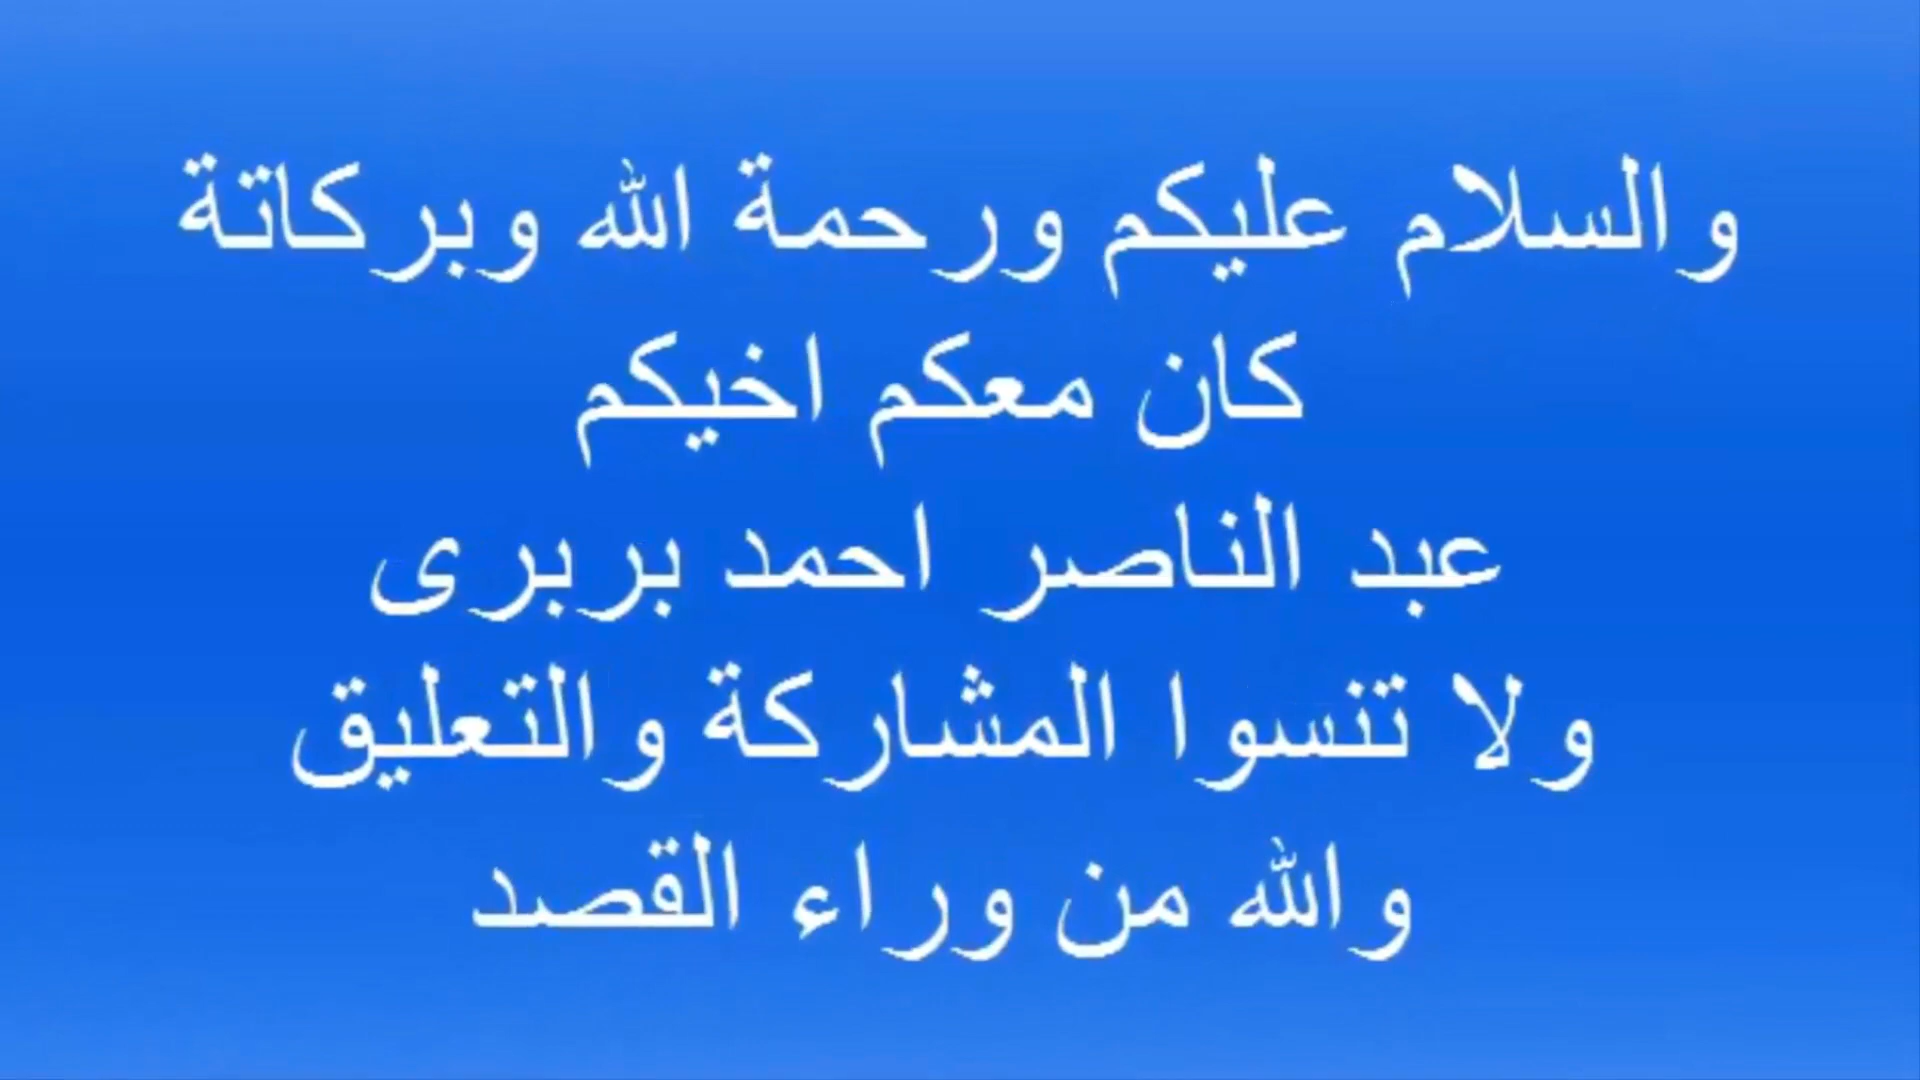 والسلام عليكم ورحمة الله وبركاتة
كان معكم اخيكم
عبد الناصر احمد بربرى
ولا تنسوا المشاركة والتعليق
والله من وراء القصد